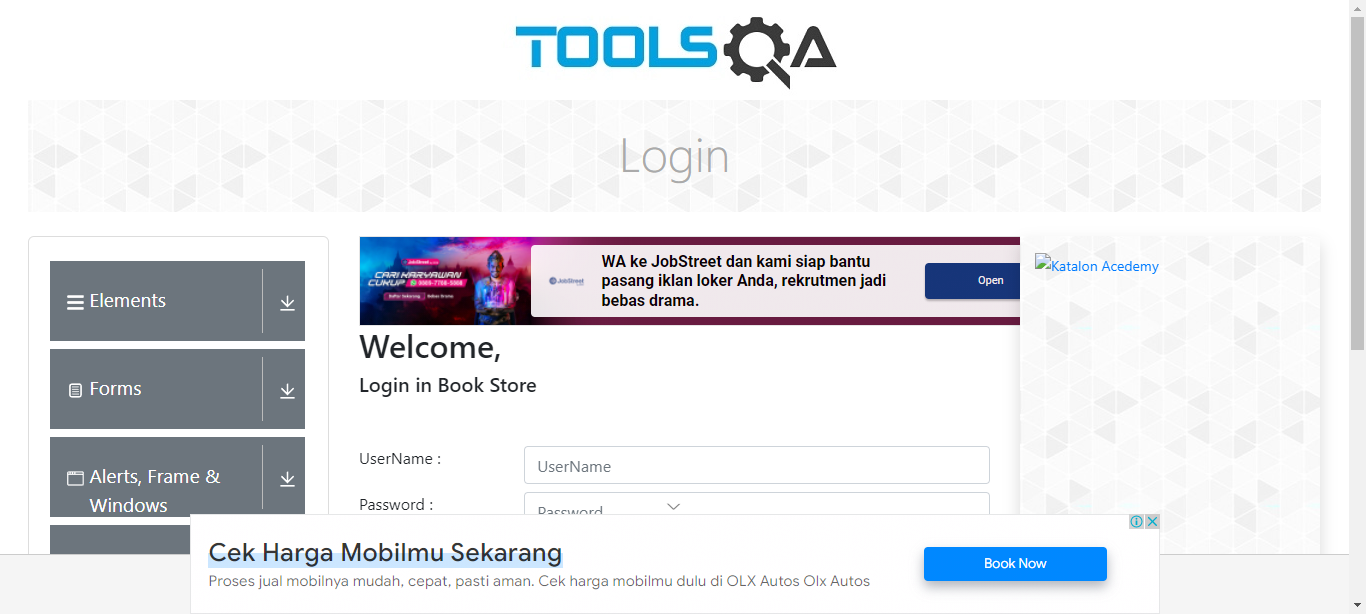 TOOLSQA
Login
Elements
Forms
Alerts, Frame &
Windows
CARI KARYAWAN
CUKUP
JobStreet
WA ke JobStreet dan kami siap bantu
pasang iklan loker Anda, rekrutmen jadi
bebas drama.
Open
Katalon Acedemy
Welcome,
Login in Book Store
UserName :
UserName
Password :
Password
Cek Harga Mobilmu Sekarang
Proses jual mobilnya mudah, cepat, pasti aman. Cek harga mobilmu dulu di OLX Autos Olx Autos
Book Now